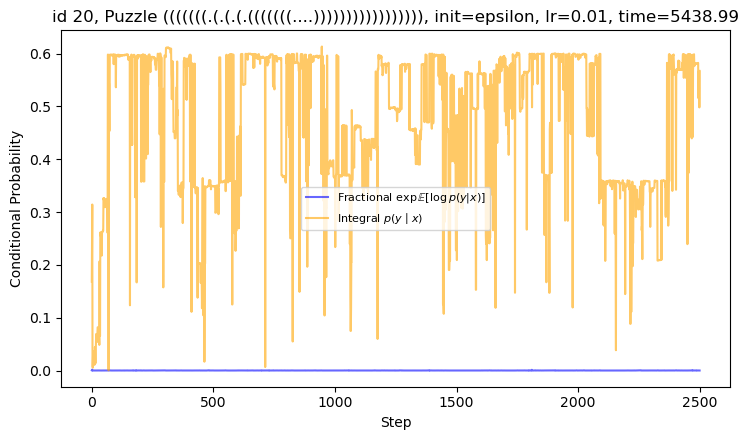 id 20, Puzzle (((((((.(.(.(.(((((((....))))))))))))))))), init=epsilon, lr=0.01, time=5438.99
Conditional Probability
0.6
0.5
0.4
0.3
0.2
0.1
0.0
Fractional exp 𝔼[log p(y|x)]
Integral p(y | x)
0 500 1000 1500 2000 2500
Step